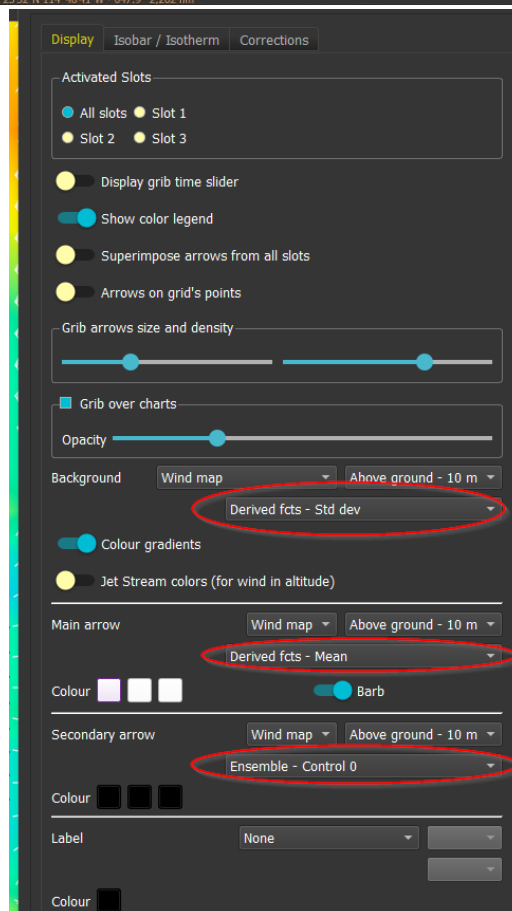 Display Isobar / Isotherm Corrections
Activated Slots
All slots Slot 1
Slot 2 Slot 3
Display grib time slider
Show color legend
Superimpose arrows from all slots
Arrows on grid's points
Grib arrows size and density
Grib over charts
Opacity
Background Wind map Above ground - 10 m
Derived fcts - Std dev
Colour gradients
Jet Stream colors (for wind in altitude)
Main arrow Wind map Above ground - 10 m
Derived fcts - Mean
Colour Barb
Secondary arrow Wind map Above ground - 10 m
Ensemble - Control 0
Colour
Label None
Colour